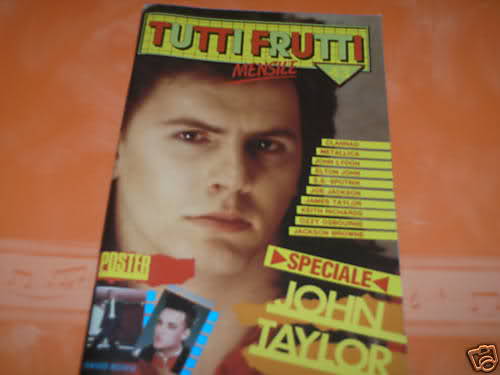 TUTTI FRUTTI
MENSILE
CLANNAD
METALLICA
JOHN LYDON
ELTON JOHN
S.S. SPUTNIK
JOE JACKSON
JAMES TAYLOR
KEITH RICHARDS
OZZY OSBOURNE
JACKSON BROWNE
POSTER
SPECIALE
JOHN
TAYLOR